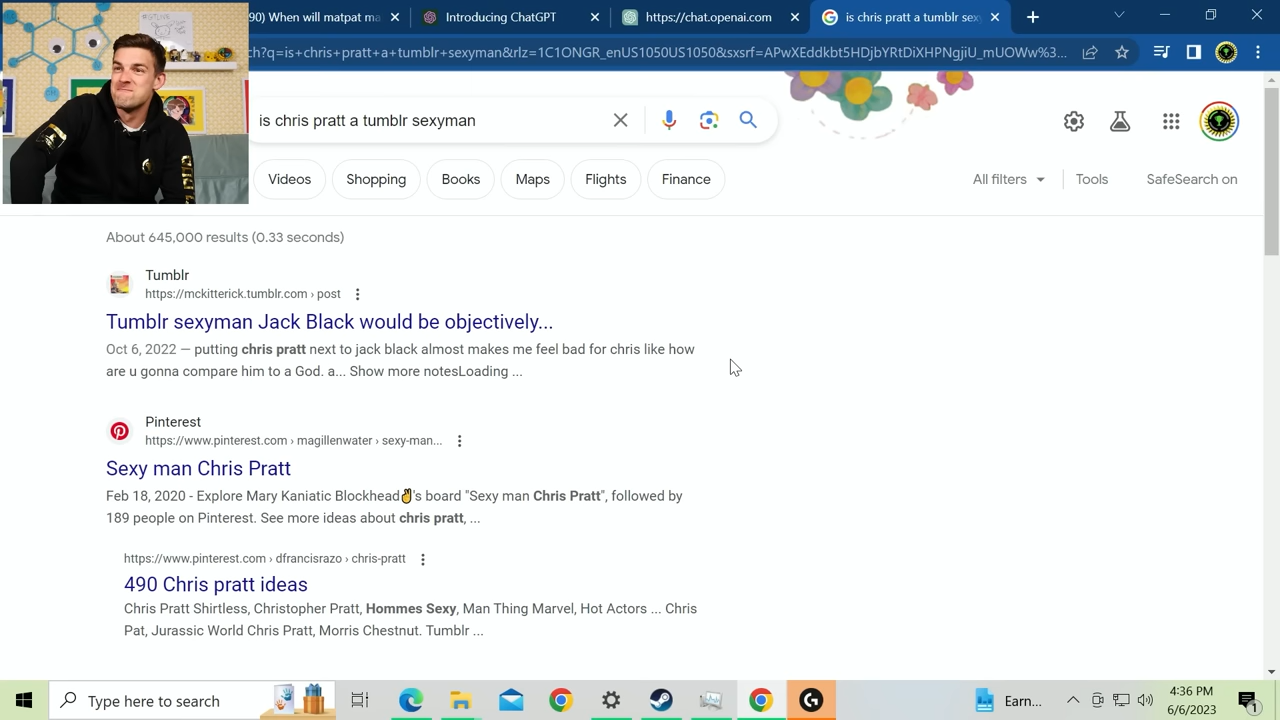 90) When will matpat ma
Introducing ChatGPT
https://chat.openai.com
is chris pratt a tumblr sex
ch?q=is+chris+pratt+a+tumblr+sexyman&rlz=1C1ONGR_enUS1050US1050&sxsrf=APwXEddkbt5HDjbYRtDiXHPNgjiU_mUOWw%3...
is chris pratt a tumblr sexyman
Videos
Shopping
Books
Maps
Flights
Finance
All filters
Tools
SafeSearch on
About 645,000 results (0.33 seconds)
Tumblr
https://mckitterick.tumblr.com › post
Tumblr sexyman Jack Black would be objectively...
Oct 6, 2022 — putting chris pratt next to jack black almost makes me feel bad for chris like how
are u gonna compare him to a God. a... Show more notesLoading ...
Pinterest
https://www.pinterest.com › magillenwater › sexy-man...
Sexy man Chris Pratt
Feb 18, 2020 - Explore Mary Kaniatic Blockhead✌'s board "Sexy man Chris Pratt", followed by
189 people on Pinterest. See more ideas about chris pratt, ...
https://www.pinterest.com › dfrancisrazo › chris-pratt
490 Chris pratt ideas
Chris Pratt Shirtless, Christopher Pratt, Hommes Sexy, Man Thing Marvel, Hot Actors ... Chris
Pat, Jurassic World Chris Pratt, Morris Chestnut. Tumblr ...
Type here to search
Earn...
4:36 PM
6/6/2023
1